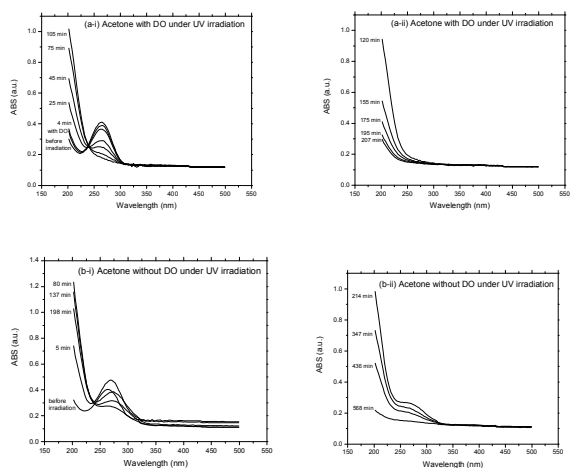 (a-i) Acetone with DO under UV irradiation
105 min
75 min
45 min
25 min
4 min
with DO
before
irradiation
ABS (a.u.)
1.0
0.8
0.6
0.4
0.2
0.0
150 200 250 300 350 400 450 500 550
Wavelength (nm)
(a-ii) Acetone with DO under UV irradiation
120 min
155 min
175 min
195 min
207 min
ABS (a.u.)
1.0
0.8
0.6
0.4
0.2
0.0
150 200 250 300 350 400 450 500 550
Wavelength (nm)
(b-i) Acetone without DO under UV irradiation
80 min
137 min
198 min
5 min
before
irradiation
ABS (a.u.)
1.4
1.2
1.0
0.8
0.6
0.4
0.2
0.0
150 200 250 300 350 400 450 500 550
Wavelength (nm)
(b-ii) Acetone without DO under UV irradiation
214 min
347 min
436 min
568 min
ABS (a.u.)
1.0
0.8
0.6
0.4
0.2
0.0
150 200 250 300 350 400 450 500 550
Wavelength (nm)